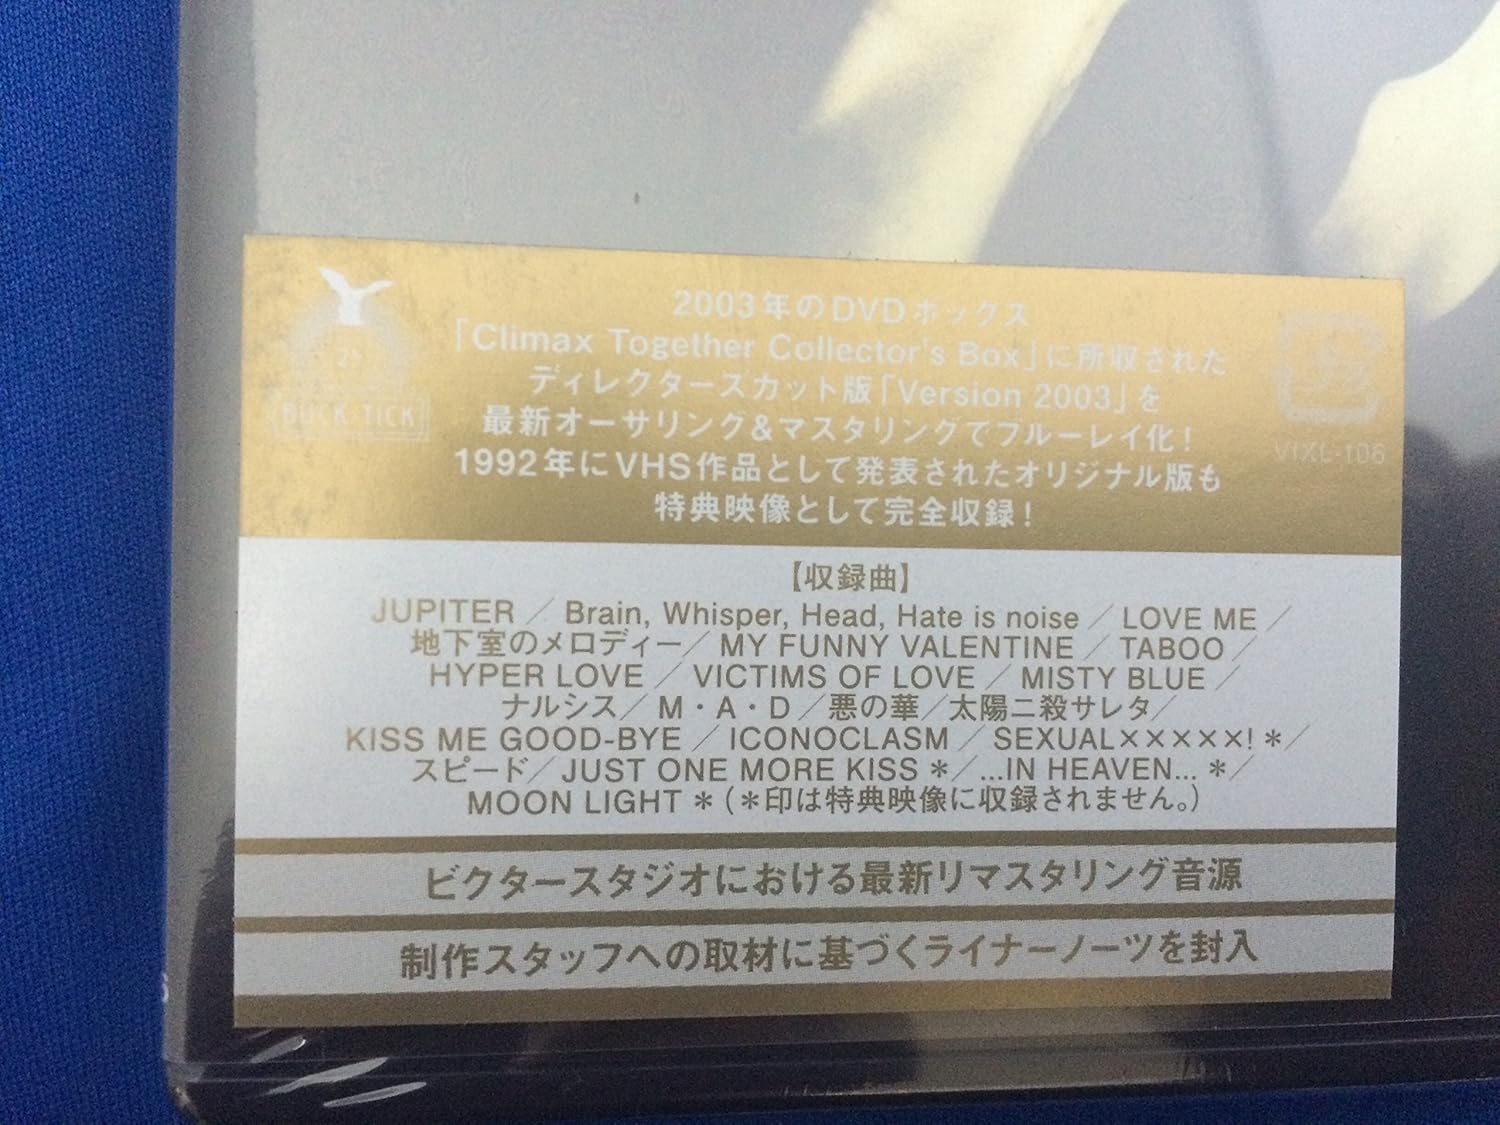 2003年のDVDボックス
「Climax Together Collector's Box」に所収された
ディレクターズカット版「Version 2003」を
最新オーサリング&マスタリングでブルーレイ化!
1992年にVHS作品として発表されたオリジナル版も
特典映像として完全収録!
BUCK-TICK
VIXL-106
【収録曲】
JUPITER / Brain, Whisper, Head, Hate is noise / LOVE ME /
地下室のメロディー/ MY FUNNY VALENTINE / TABOO /
HYPER LOVE / VICTIMS OF LOVE / MISTY BLUE /
ナルシス/ M・A・D / 悪の華/太陽ニ殺サレタ/
KISS ME GOOD-BYE / ICONOCLASM / SEXUAL×××××! ＊/
スピード/ JUST ONE MORE KISS ＊/ ...IN HEAVEN... ＊/
MOON LIGHT ＊ (＊印は特典映像に収録されません。)
ビクタースタジオにおける最新リマスタリング音源
制作スタッフへの取材に基づくライナーノーツを封入